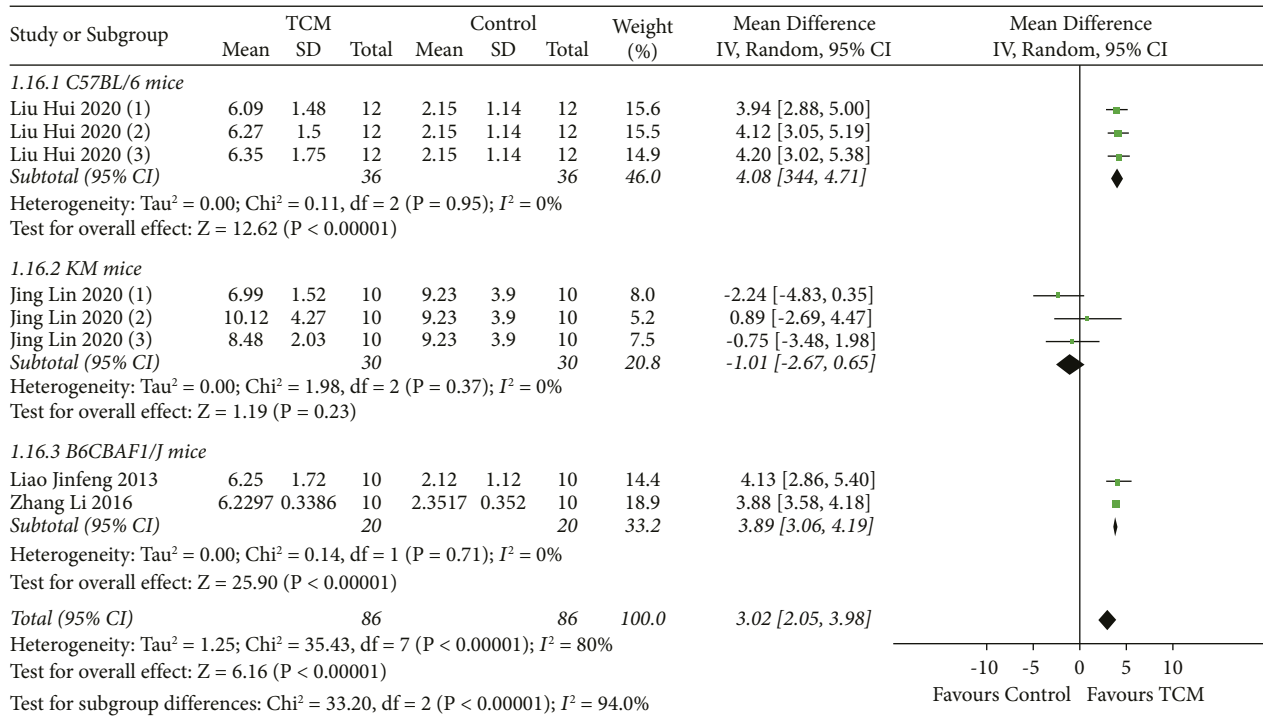 Study or Subgroup TCM Control Weight (%) Mean Difference IV, Random, 95% CI Mean Difference IV, Random, 95% CI
Mean SD Total Mean SD Total
1.16.1 C57BL/6 mice
Liu Hui 2020 (1) 6.09 1.48 12 2.15 1.14 12 15.6 3.94 [2.88, 5.00]
Liu Hui 2020 (2) 6.27 1.5 12 2.15 1.14 12 15.5 4.12 [3.05, 5.19]
Liu Hui 2020 (3) 6.35 1.75 12 2.15 1.14 12 14.9 4.20 [3.02, 5.38]
Subtotal (95% CI) 36 36 46.0 4.08 [344, 4.71]
Heterogeneity: Tau² = 0.00; Chi² = 0.11, df = 2 (P = 0.95); I² = 0%
Test for overall effect: Z = 12.62 (P < 0.00001)
1.16.2 KM mice
Jing Lin 2020 (1) 6.99 1.52 10 9.23 3.9 10 8.0 -2.24 [-4.83, 0.35]
Jing Lin 2020 (2) 10.12 4.27 10 9.23 3.9 10 5.2 0.89 [-2.69, 4.47]
Jing Lin 2020 (3) 8.48 2.03 10 9.23 3.9 10 7.5 -0.75 [-3.48, 1.98]
Subtotal (95% CI) 30 30 20.8 -1.01 [-2.67, 0.65]
Heterogeneity: Tau² = 0.00; Chi² = 1.98, df = 2 (P = 0.37); I² = 0%
Test for overall effect: Z = 1.19 (P = 0.23)
1.16.3 B6CBAF1/J mice
Liao Jinfeng 2013 6.25 1.72 10 2.12 1.12 10 14.4 4.13 [2.86, 5.40]
Zhang Li 2016 6.2297 0.3386 10 2.3517 0.352 10 18.9 3.88 [3.58, 4.18]
Subtotal (95% CI) 20 20 33.2 3.89 [3.06, 4.19]
Heterogeneity: Tau² = 0.00; Chi² = 0.14, df = 1 (P = 0.71); I² = 0%
Test for overall effect: Z = 25.90 (P < 0.00001)
Total (95% CI) 86 86 100.0 3.02 [2.05, 3.98]
Heterogeneity: Tau² = 1.25; Chi² = 35.43, df = 7 (P < 0.00001); I² = 80%
Test for overall effect: Z = 6.16 (P < 0.00001)
Test for subgroup differences: Chi² = 33.20, df = 2 (P < 0.00001); I² = 94.0%
-10 -5 0 5 10
Favours Control Favours TCM